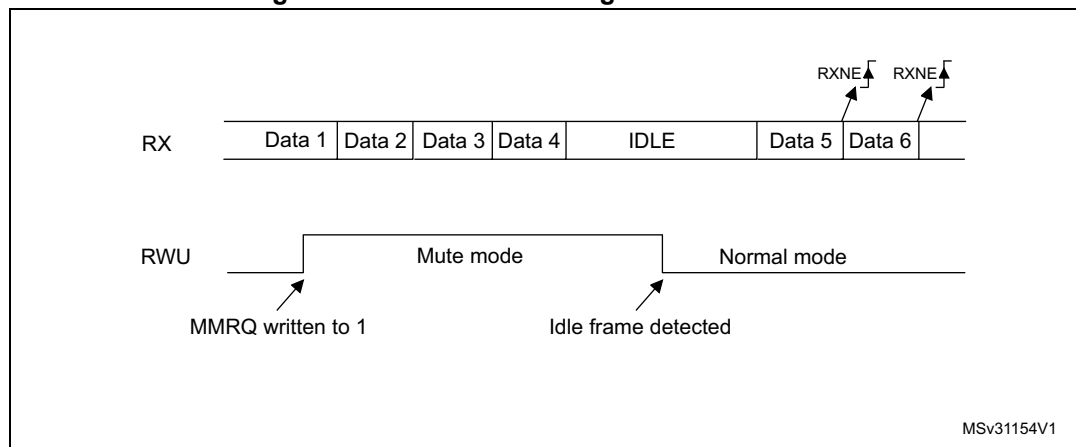 RXNE RXNE
RX Data 1 Data 2 Data 3 Data 4 IDLE Data 5 Data 6
RWU Mute mode Normal mode
MMRQ written to 1 Idle frame detected
MSv31154V1